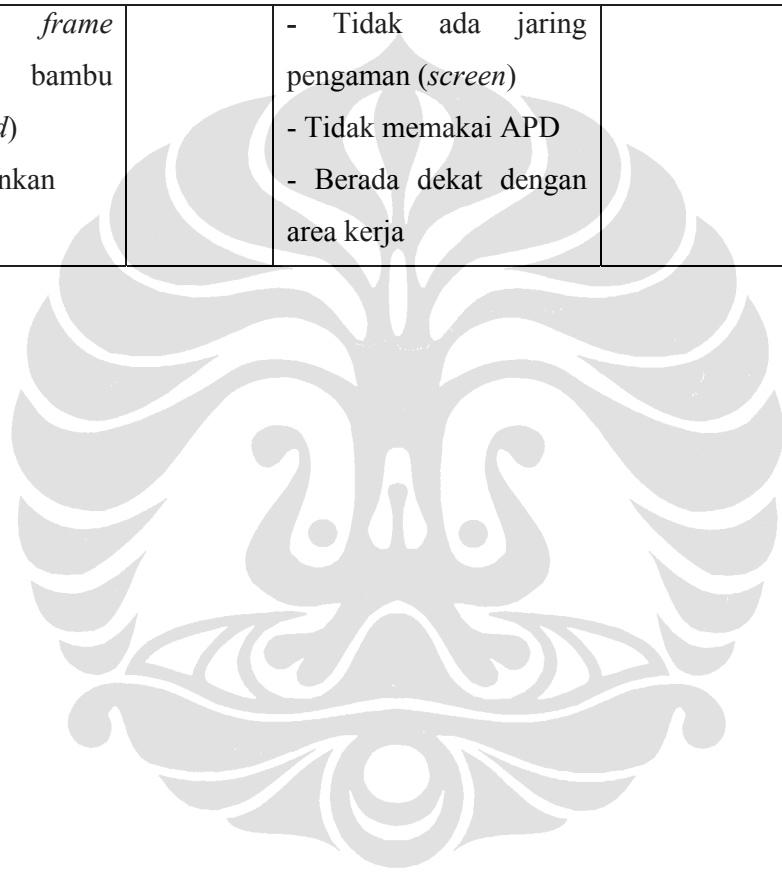 frame
bambu
d)
nkan
- Tidak ada jaring
pengaman (screen)
- Tidak memakai APD
- Berada dekat dengan
area kerja